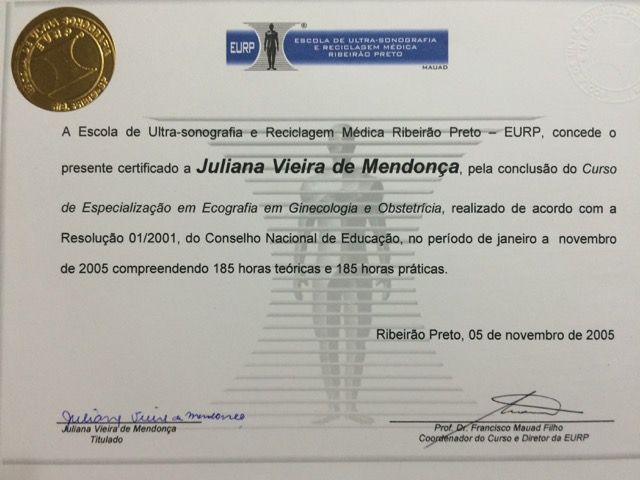 EURP
ESCOLA DE ULTRA-SONOGRAFIA
E RECICLAGEM MÉDICA
RIBEIRÃO PRETO
MAUAD
A Escola de Ultra-sonografia e Reciclagem Médica Ribeirão Preto – EURP, concede o
presente certificado a Juliana Vieira de Mendonça, pela conclusão do Curso
de Especialização em Ecografia em Ginecologia e Obstetrícia, realizado de acordo com a
Resolução 01/2001, do Conselho Nacional de Educação, no período de janeiro a novembro
de 2005 compreendendo 185 horas teóricas e 185 horas práticas.
Ribeirão Preto, 05 de novembro de 2005
Juliana Vieira de Mendonça
Juliana Vieira de Mendonça
Titulado
Prof. Dr. Francisco Mauad Filho
Coordenador do Curso e Diretor da EURP